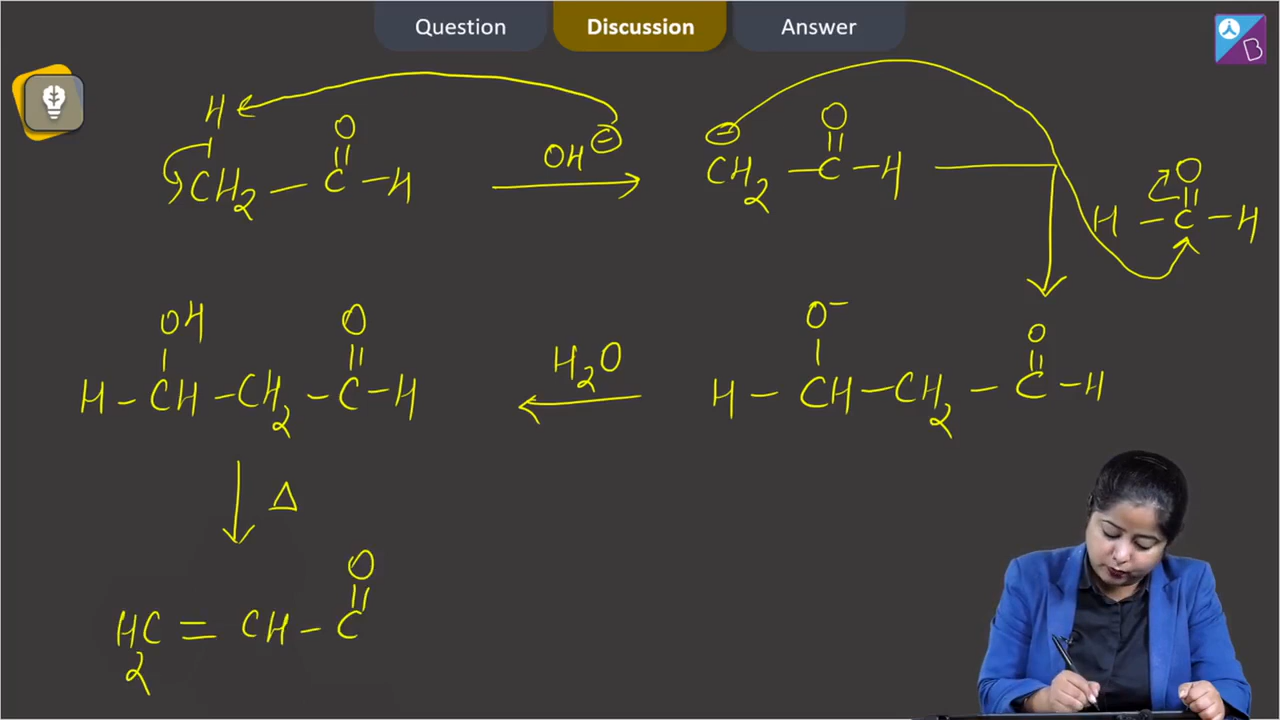 Question Discussion Answer
H O OH⊖ ⊖ O O
|| || ||
CH2 — C — H → CH2 — C — H → H — C — H
OH O H2O O⁻ O
| || | ||
H — CH — CH2 — C — H ← H — CH — CH2 — C — H
↓ Δ
O
||
H2C = CH — C
B